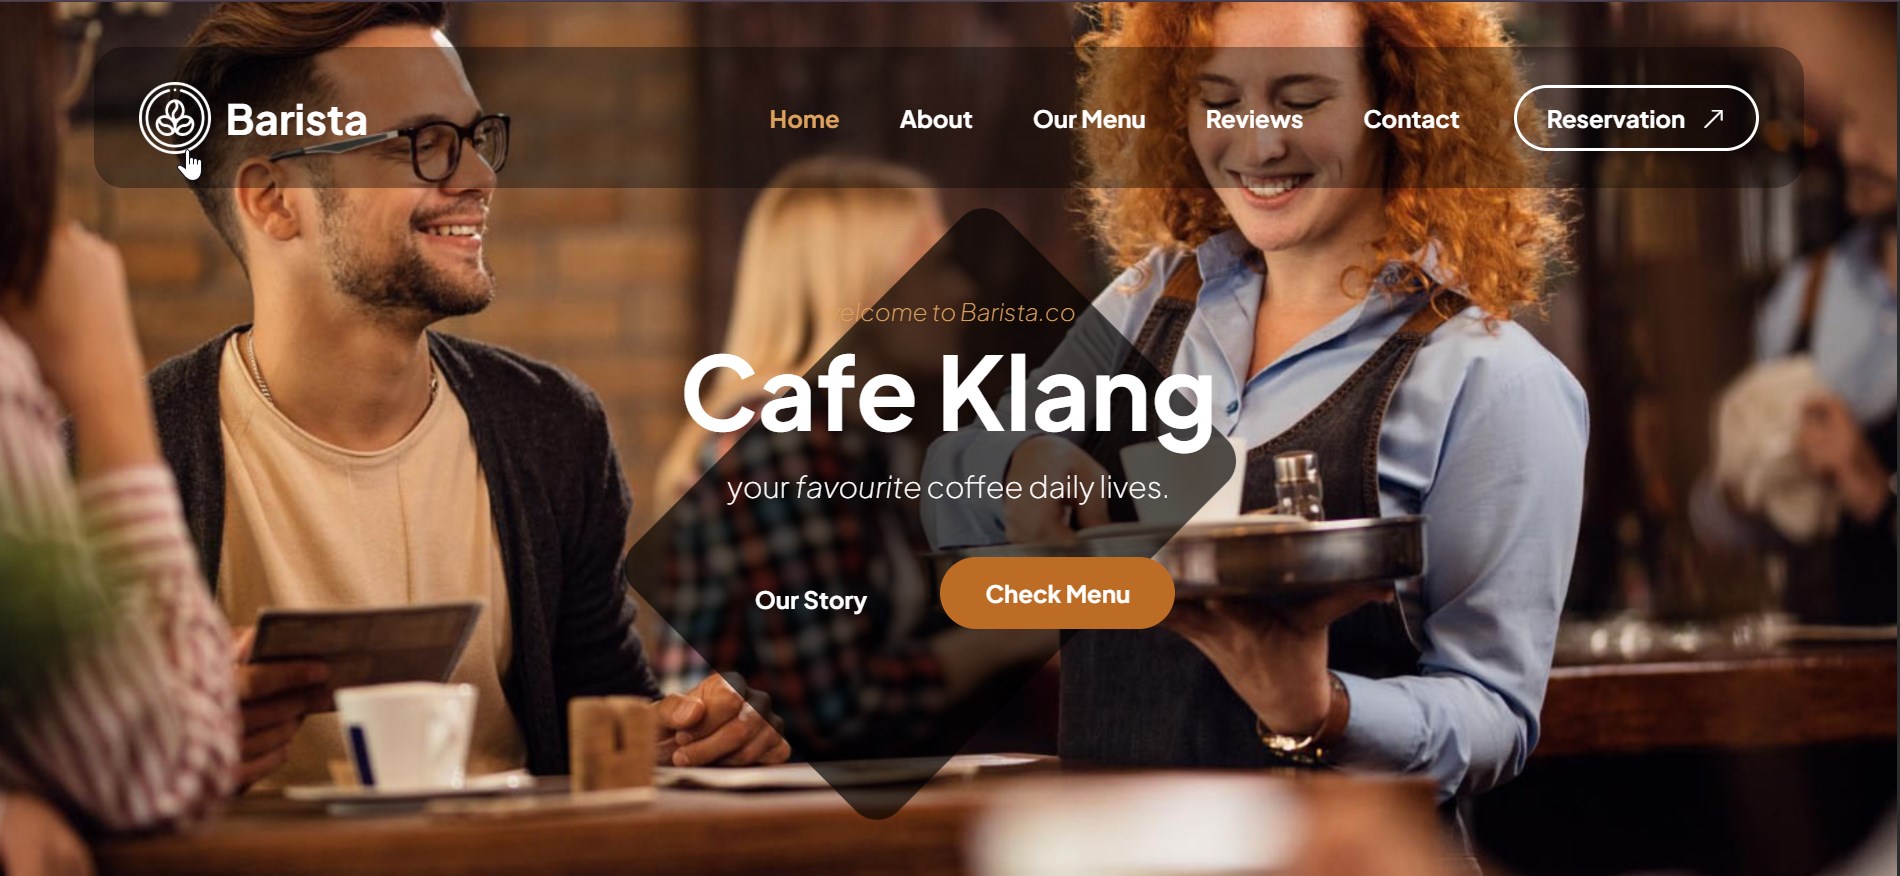 Barista
Home About Our Menu Reviews Contact Reservation
elcome to Barista.co
Cafe Klang
your favourite coffee daily lives.
Our Story Check Menu